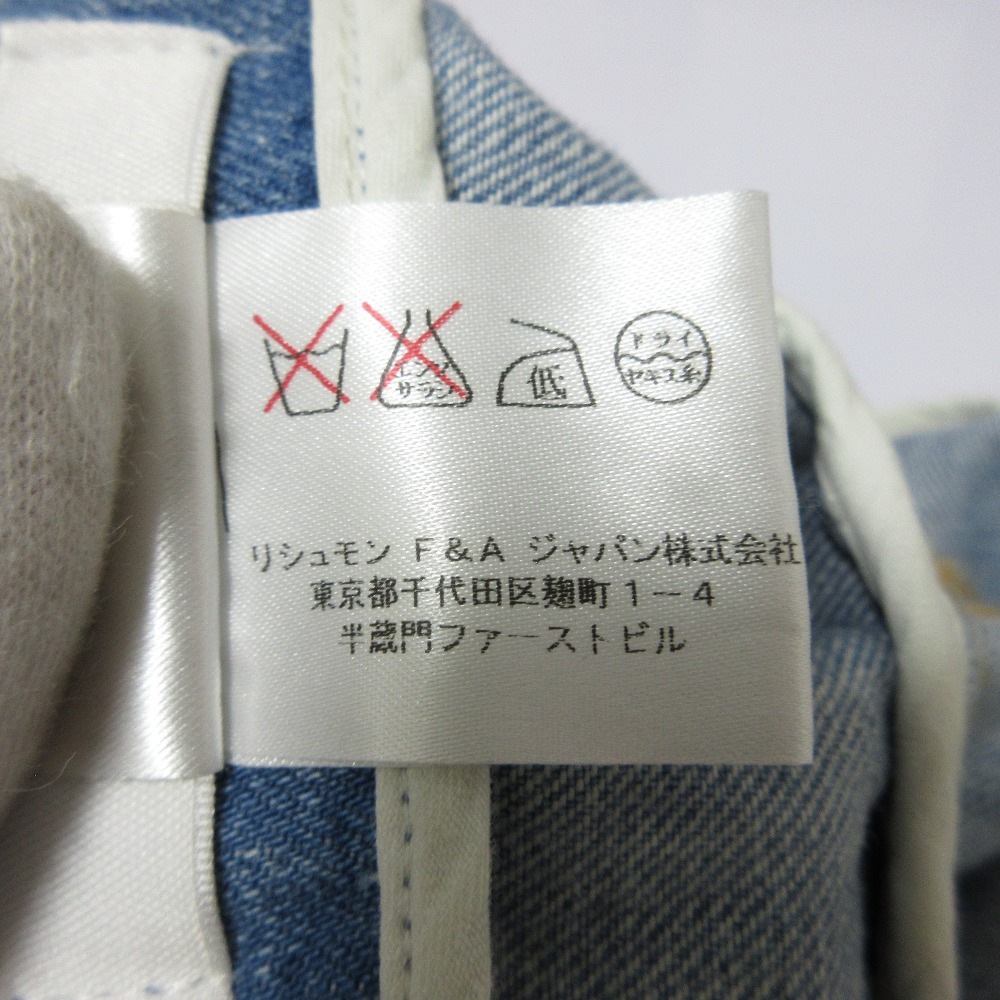 エンソ
サラシ
低
ドライ
セキユ系
リシュモン F&A ジャパン株式会社
東京都千代田区麹町1-4
半蔵門ファーストビル